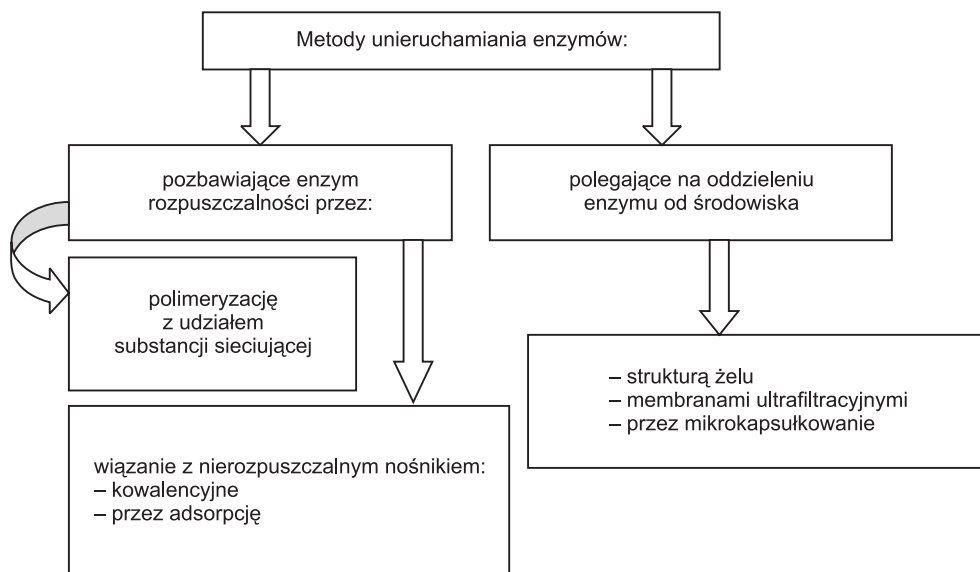 Metody unieruchamiania enzymów:
pozbawiające enzym
rozpuszczalności przez:
polegające na oddzieleniu
enzymu od środowiska
polimeryzację
z udziałem
substancji sieciującej
– strukturą żelu
– membranami ultrafiltracyjnymi
– przez mikrokapsułkowanie
wiązanie z nierozpuszczalnym nośnikiem:
– kowalencyjne
– przez adsorpcję